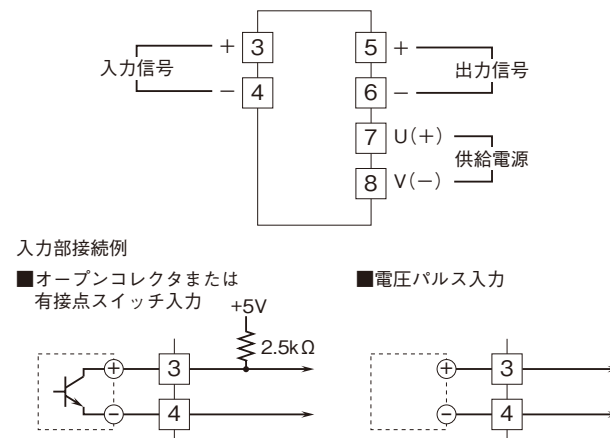 入力信号
+ 3
− 4
5 +
6 −
出力信号
7 U(+)
8 V(−)
供給電源
入力部接続例
■オープンコレクタまたは
有接点スイッチ入力
+5V
2.5kΩ
+ 3
− 4
■電圧パルス入力
+ 3
− 4